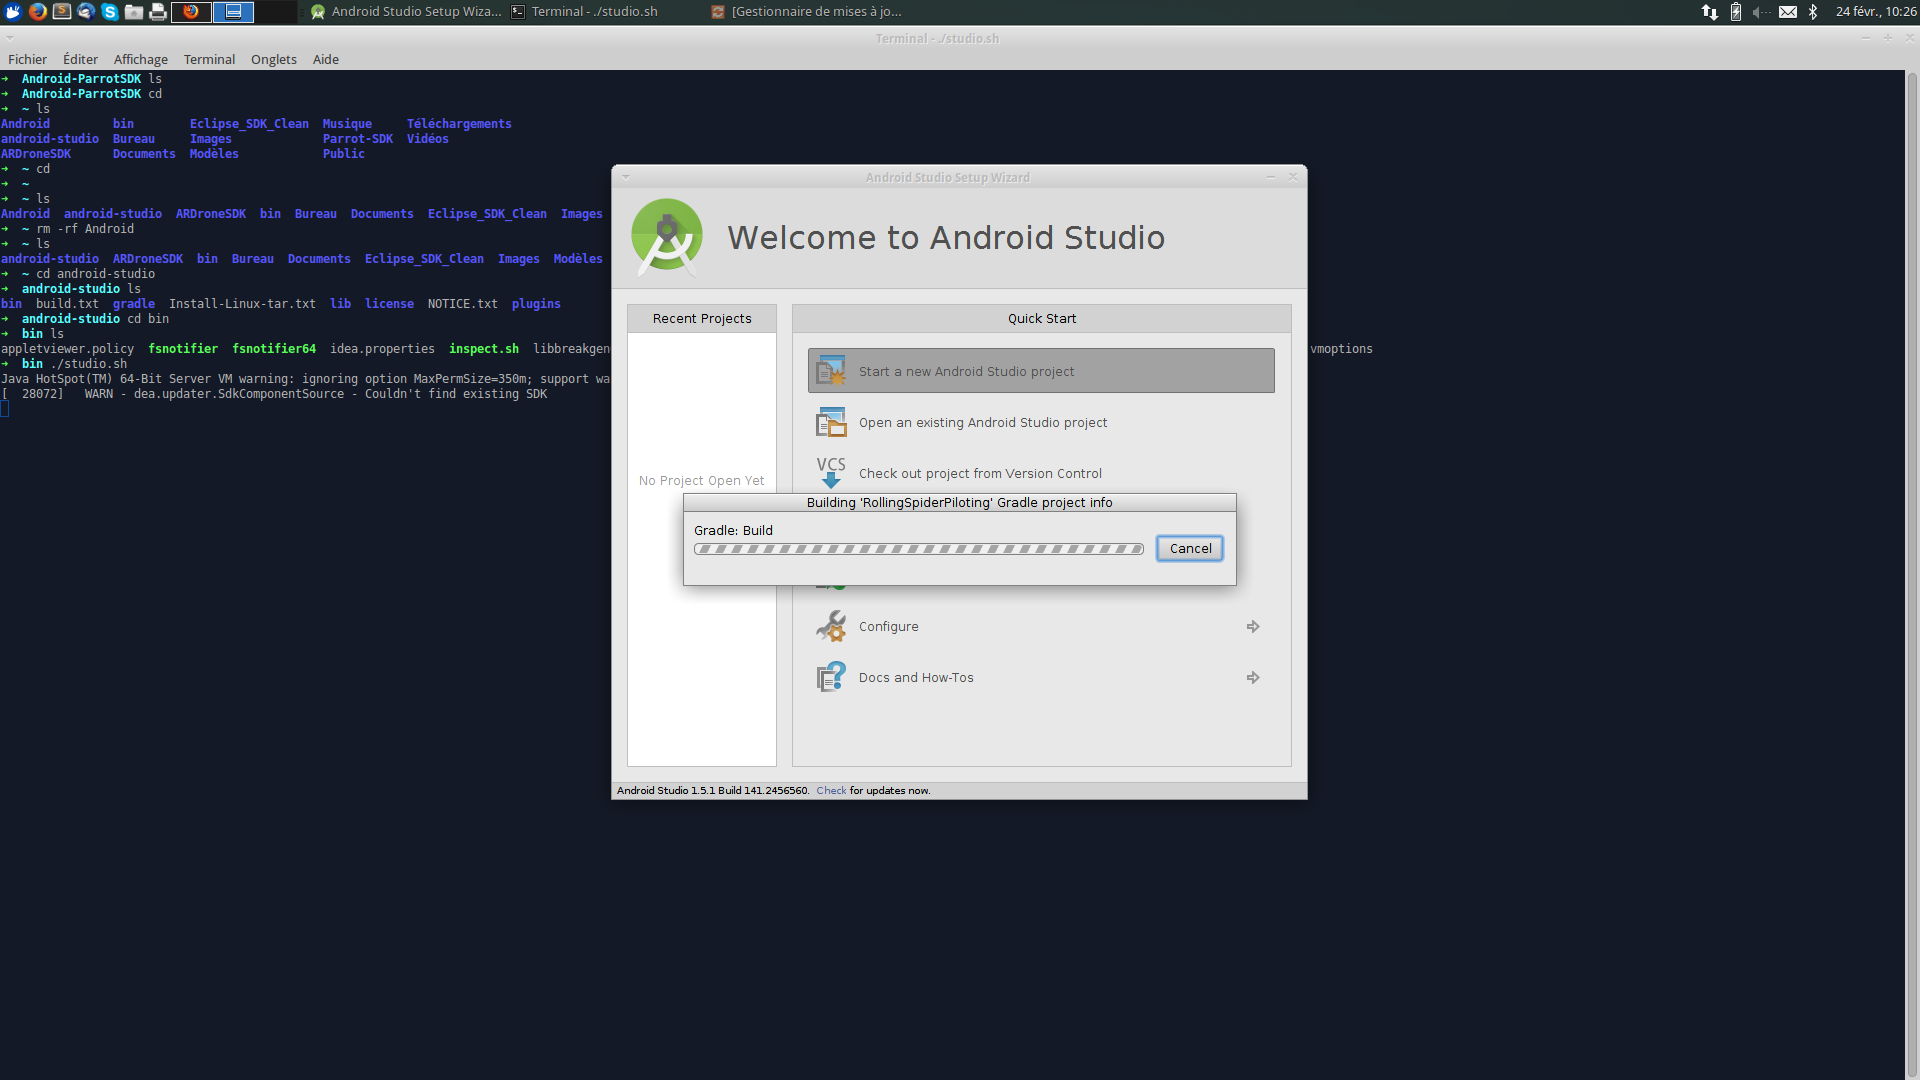 Android Studio Setup Wiza... Terminal - ./studio.sh [Gestionnaire de mises à jo... 24 févr., 10:26
Terminal - ./studio.sh
Fichier Éditer Affichage Terminal Onglets Aide
➜ Android-ParrotSDK ls
➜ Android-ParrotSDK cd
➜ ~ ls
Android bin Eclipse_SDK_Clean Musique Téléchargements
android-studio Bureau Images Parrot-SDK Vidéos
ARDroneSDK Documents Modèles Public
➜ ~ cd
➜ ~
➜ ~ ls
Android android-studio ARDroneSDK bin Bureau Documents Eclipse_SDK_Clean Images
➜ ~ rm -rf Android
➜ ~ ls
android-studio ARDroneSDK bin Bureau Documents Eclipse_SDK_Clean Images Modèles
➜ ~ cd android-studio
➜ android-studio ls
bin build.txt gradle Install-Linux-tar.txt lib license NOTICE.txt plugins
➜ android-studio cd bin
➜ bin ls
appletviewer.policy fsnotifier fsnotifier64 idea.properties inspect.sh libbreakgen vmoptions
➜ bin ./studio.sh
Java HotSpot(TM) 64-Bit Server VM warning: ignoring option MaxPermSize=350m; support wa
[ 28072] WARN - dea.updater.SdkComponentSource - Couldn't find existing SDK
Android Studio Setup Wizard
Welcome to Android Studio
Recent Projects
No Project Open Yet
Quick Start
Start a new Android Studio project
Open an existing Android Studio project
VCS
Check out project from Version Control
Building 'RollingSpiderPiloting' Gradle project info
Gradle: Build
Cancel
Configure
Docs and How-Tos
Android Studio 1.5.1 Build 141.2456560. Check for updates now.